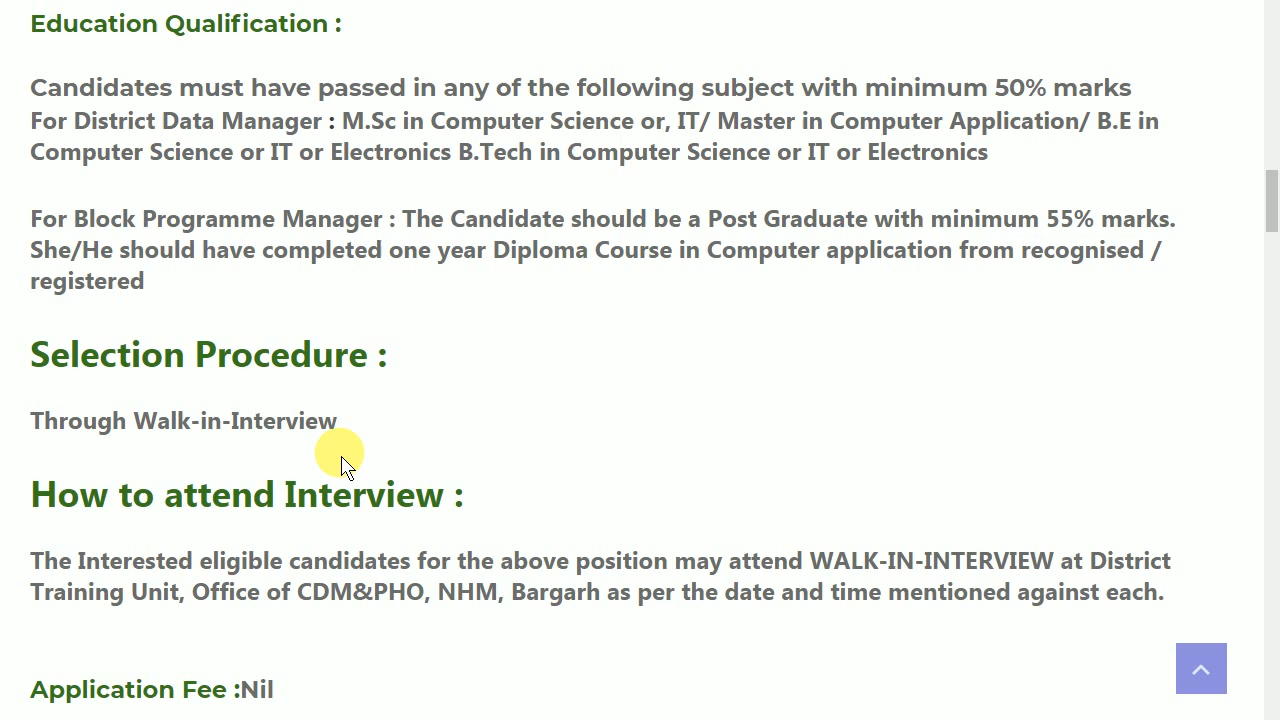 Education Qualification :
Candidates must have passed in any of the following subject with minimum 50% marks
For District Data Manager : M.Sc in Computer Science or, IT/ Master in Computer Application/ B.E in
Computer Science or IT or Electronics B.Tech in Computer Science or IT or Electronics
For Block Programme Manager : The Candidate should be a Post Graduate with minimum 55% marks.
She/He should have completed one year Diploma Course in Computer application from recognised /
registered
Selection Procedure :
Through Walk-in-Interview
How to attend Interview :
The Interested eligible candidates for the above position may attend WALK-IN-INTERVIEW at District
Training Unit, Office of CDM&PHO, NHM, Bargarh as per the date and time mentioned against each.
Application Fee :Nil